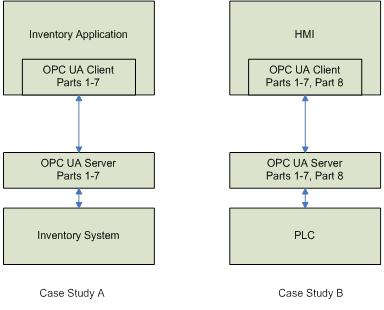 Inventory Application
OPC UA Client
Parts 1-7
OPC UA Server
Parts 1-7
Inventory System
Case Study A
HMI
OPC UA Client
Parts 1-7, Part 8
OPC UA Server
Parts 1-7, Part 8
PLC
Case Study B